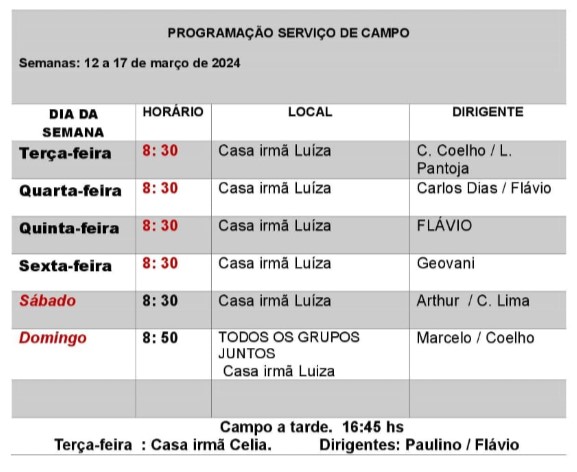 PROGRAMAÇÃO SERVIÇO DE CAMPO
Semanas: 12 a 17 de março de 2024
DIA DA SEMANA HORÁRIO LOCAL DIRIGENTE
Terça-feira 8: 30 Casa irmã Luíza C. Coelho / L. Pantoja
Quarta-feira 8:30 Casa irmã Luíza Carlos Dias / Flávio
Quinta-feira 8:30 Casa irmã Luíza FLÁVIO
Sexta-feira 8:30 Casa irmã Luíza Geovani
Sábado 8:30 Casa irmã Luíza Arthur / C. Lima
Domingo 8:50 TODOS OS GRUPOS JUNTOS Marcelo / Coelho
Casa irmã Luiza
Campo a tarde. 16:45 hs
Terça-feira : Casa irmã Celia. Dirigentes: Paulino / Flávio